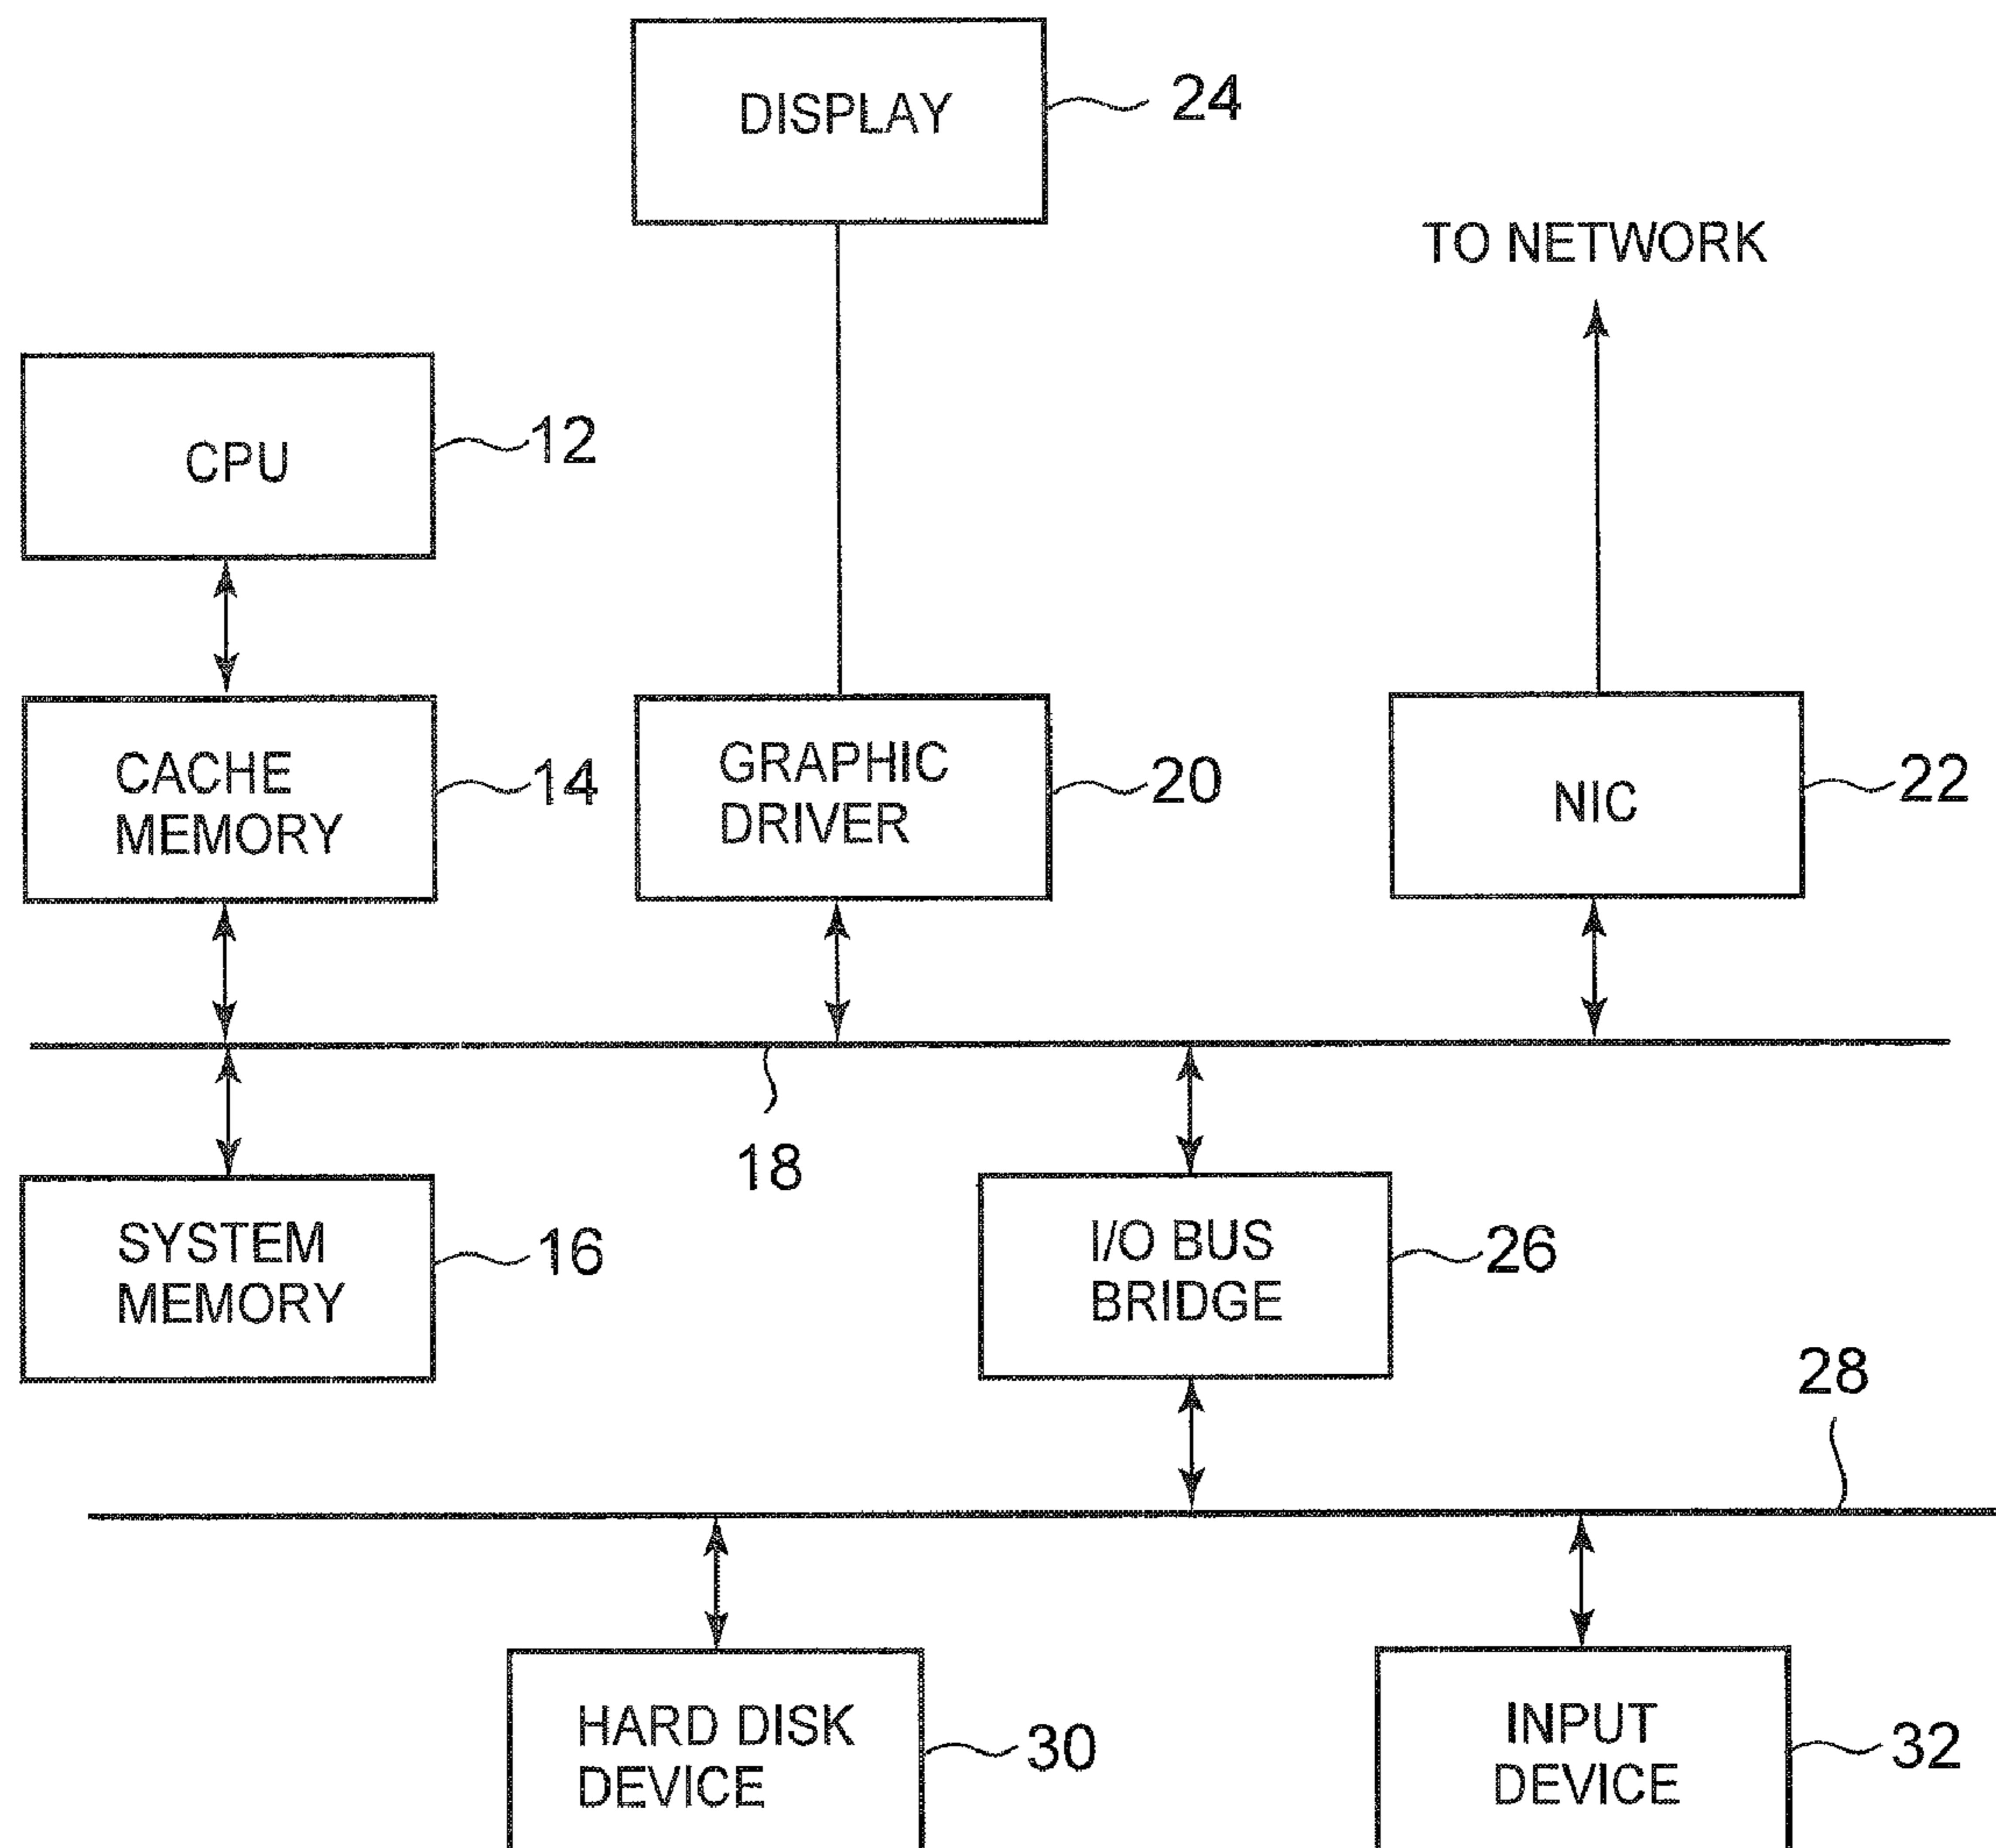 DISPLAY
24
TO NETWORK
CPU
12
CACHE
MEMORY
14
GRAPHIC
DRIVER
20
NIC
22
18
SYSTEM
MEMORY
16
I/O BUS
BRIDGE
26
28
HARD DISK
DEVICE
30
INPUT
DEVICE
32